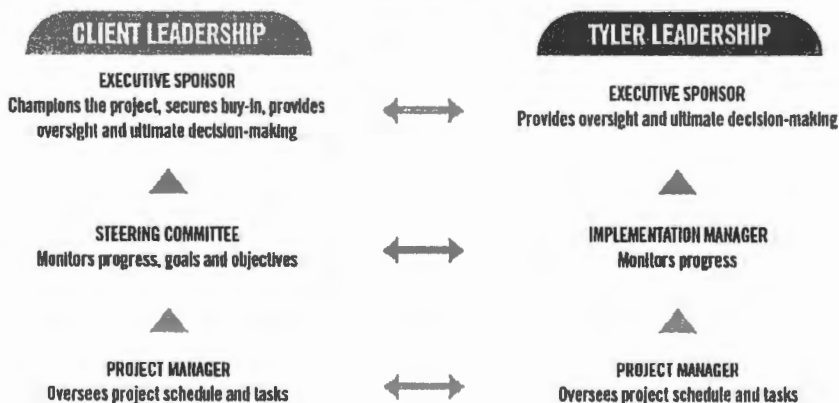 CLIENT LEADERSHIP
EXECUTIVE SPONSOR
Champions the project, secures buy-in, provides
oversight and ultimate decision-making
STEERING COMMITTEE
Monitors progress, goals and objectives
PROJECT MANAGER
Oversees project schedule and tasks
TYLER LEADERSHIP
EXECUTIVE SPONSOR
Provides oversight and ultimate decision-making
IMPLEMENTATION MANAGER
Monitors progress
PROJECT MANAGER
Oversees project schedule and tasks